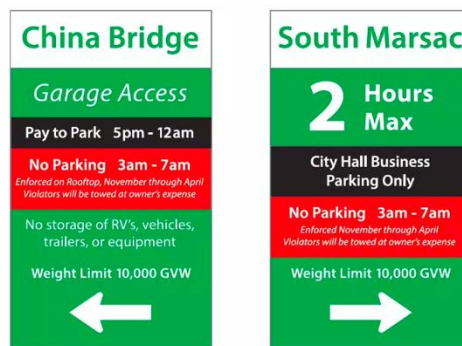 China Bridge
Garage Access
Pay to Park 5pm - 12am
No Parking 3am - 7am
Enforced on Rooftop, November through April
Violators will be towed at owner's expense
No storage of RV's, vehicles,
trailers, or equipment
Weight Limit 10,000 GVW
South Marsac
2 Hours
Max
City Hall Business
Parking Only
No Parking 3am - 7am
Enforced November through April
Violators will be towed at owner's expense
Weight Limit 10,000 GVW